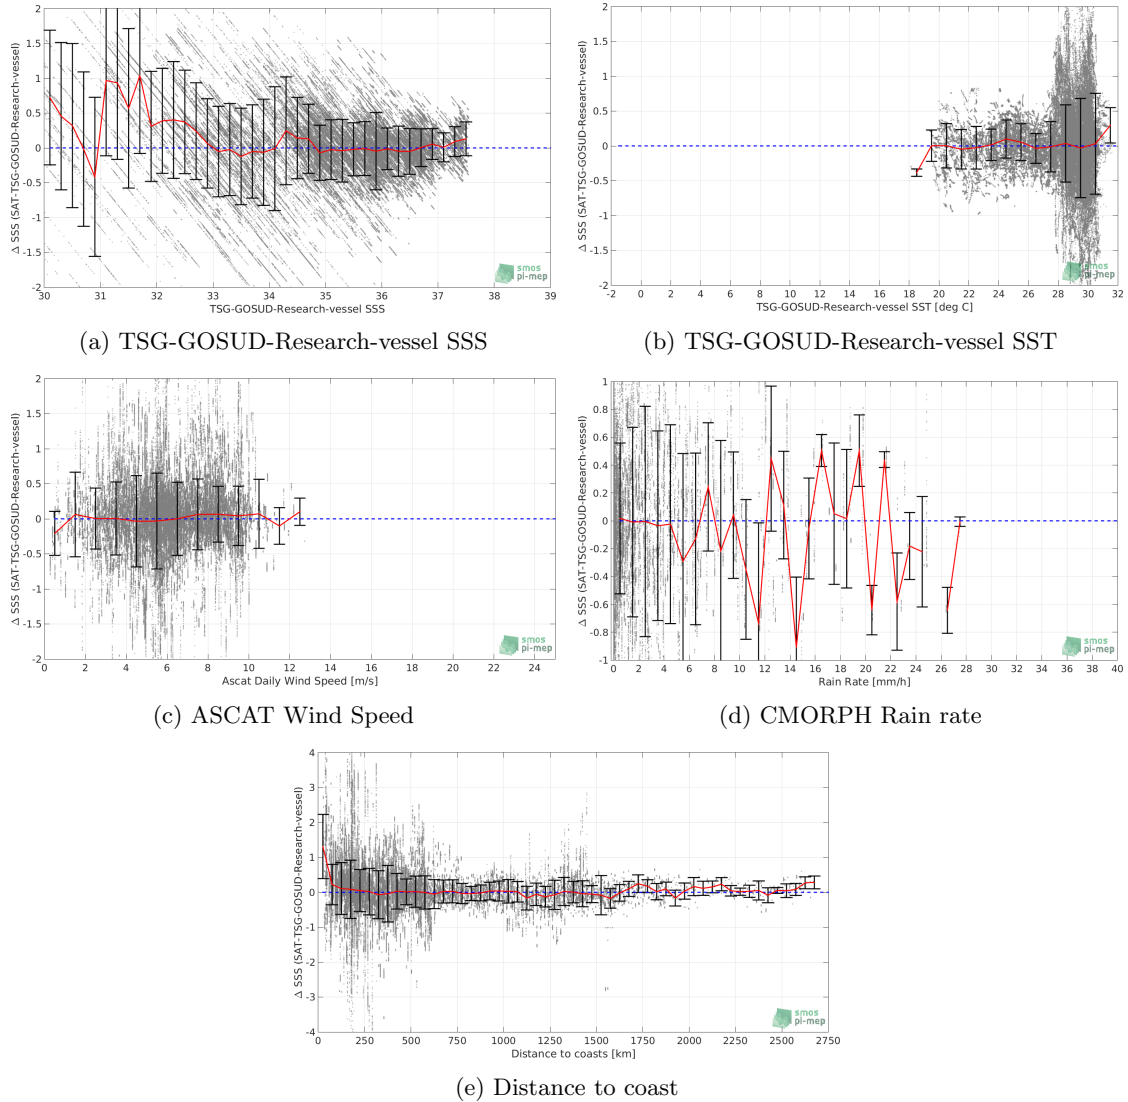 2
1.5
1
0.5
0
-0.5
-1
-1.5
-2
Δ SSS (SAT-TSG-GOSUD-Research-vessel)
30 31 32 33 34 35 36 37 38 39
TSG-GOSUD-Research-vessel SSS
smos
pi-mep
2
1.5
1
0.5
0
-0.5
-1
-1.5
-2
Δ SSS (SAT-TSG-GOSUD-Research-vessel)
-2 0 2 4 6 8 10 12 14 16 18 20 22 24 26 28 30 32
TSG-GOSUD-Research-vessel SST [deg C]
smos
pi-mep
(a) TSG-GOSUD-Research-vessel SSS
(b) TSG-GOSUD-Research-vessel SST
2
1.5
1
0.5
0
-0.5
-1
-1.5
-2
Δ SSS (SAT-TSG-GOSUD-Research-vessel)
0 2 4 6 8 10 12 14 16 18 20 22 24
Ascat Daily Wind Speed [m/s]
smos
pi-mep
1
0.8
0.6
0.4
0.2
0
-0.2
-0.4
-0.6
-0.8
-1
Δ SSS (SAT-TSG-GOSUD-Research-vessel)
0 2 4 6 8 10 12 14 16 18 20 22 24 26 28 30 32 34 36 38 40
Rain Rate [mm/h]
smos
pi-mep
(c) ASCAT Wind Speed
(d) CMORPH Rain rate
4
3
2
1
0
-1
-2
-3
-4
Δ SSS (SAT-TSG-GOSUD-Research-vessel)
0 250 500 750 1000 1250 1500 1750 2000 2250 2500 2750
Distance to coasts [km]
smos
pi-mep
(e) Distance to coast